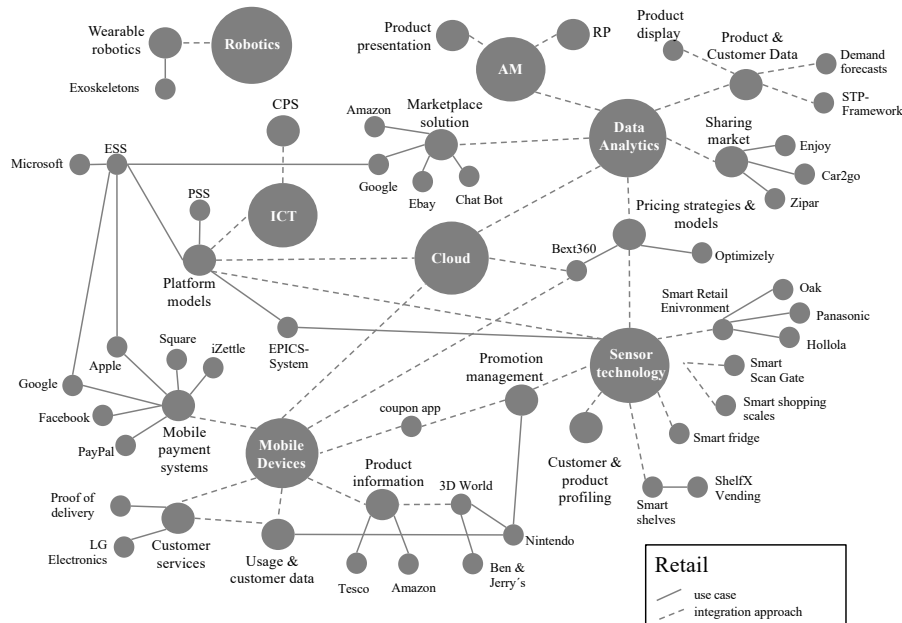 Wearable
robotics
Robotics
Exoskeletons
Product
presentation
RP
AM
Product
display
Product &
Customer Data
Demand
forecasts
STP-
Framework
CPS
Amazon
Marketplace
solution
Data
Analytics
Sharing
market
Enjoy
Car2go
Zipar
Microsoft
ESS
Google
Ebay
Chat Bot
PSS
ICT
Pricing strategies &
models
Cloud
Bext360
Optimizely
Platform
models
Smart Retail
Enivronment
Oak
Panasonic
Hollola
EPICS-
System
Square
iZettle
Apple
Google
Promotion
management
Sensor
technology
Smart
Scan Gate
Smart shopping
scales
Smart fridge
Facebook
PayPal
Mobile
payment
systems
coupon app
Mobile
Devices
Customer &
product
profiling
Product
information
3D World
ShelfX
Vending
Smart
shelves
Proof of
delivery
LG
Electronics
Customer
services
Usage &
customer data
Nintendo
Tesco
Amazon
Ben &
Jerry´s
Retail
use case
integration approach